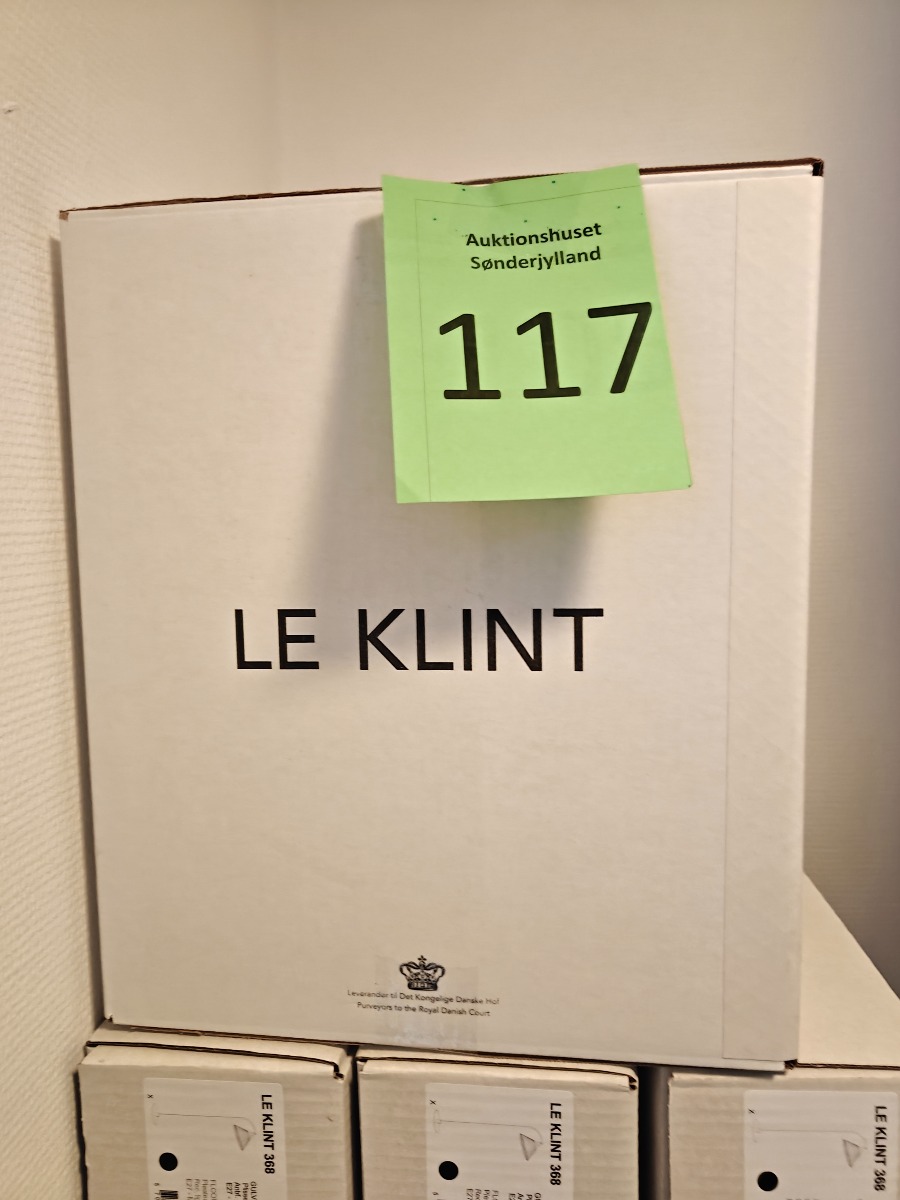 Auktionshuset
Sønderjylland
117
LE KLINT
Leverandør til Det Kongelige Danske Hof
Purveyors to the Royal Danish Court
LE KLINT 368
LE KLINT 368
LE KLINT 368